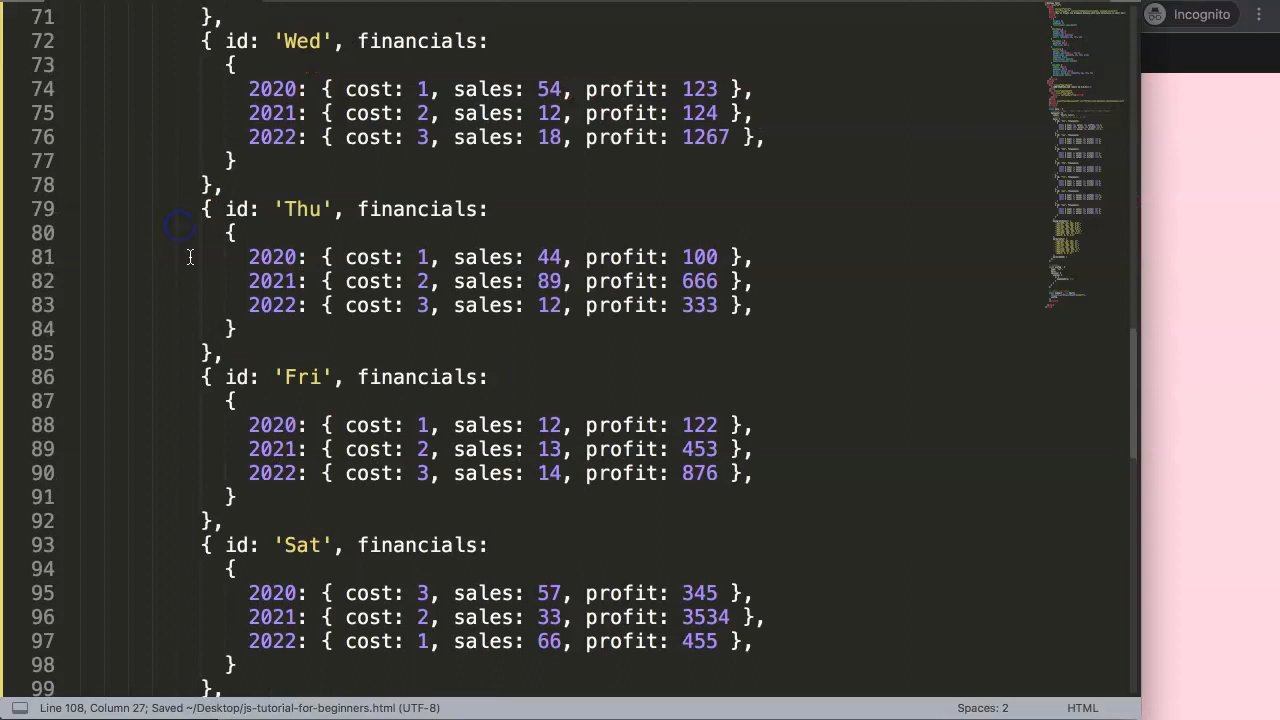 Incognito
71 },
72 { id: 'Wed', financials:
73 {
74 2020: { cost: 1, sales: 54, profit: 123 },
75 2021: { cost: 2, sales: 12, profit: 124 },
76 2022: { cost: 3, sales: 18, profit: 1267 },
77 }
78 },
79 { id: 'Thu', financials:
80 {
81 2020: { cost: 1, sales: 44, profit: 100 },
82 2021: { cost: 2, sales: 89, profit: 666 },
83 2022: { cost: 3, sales: 12, profit: 333 },
84 }
85 },
86 { id: 'Fri', financials:
87 {
88 2020: { cost: 1, sales: 12, profit: 122 },
89 2021: { cost: 2, sales: 13, profit: 453 },
90 2022: { cost: 3, sales: 14, profit: 876 },
91 }
92 },
93 { id: 'Sat', financials:
94 {
95 2020: { cost: 3, sales: 57, profit: 345 },
96 2021: { cost: 2, sales: 33, profit: 3534 },
97 2022: { cost: 1, sales: 66, profit: 455 },
98 }
99 },
Line 108, Column 27; Saved ~/Desktop/js-tutorial-for-beginners.html (UTF-8) Spaces: 2 HTML